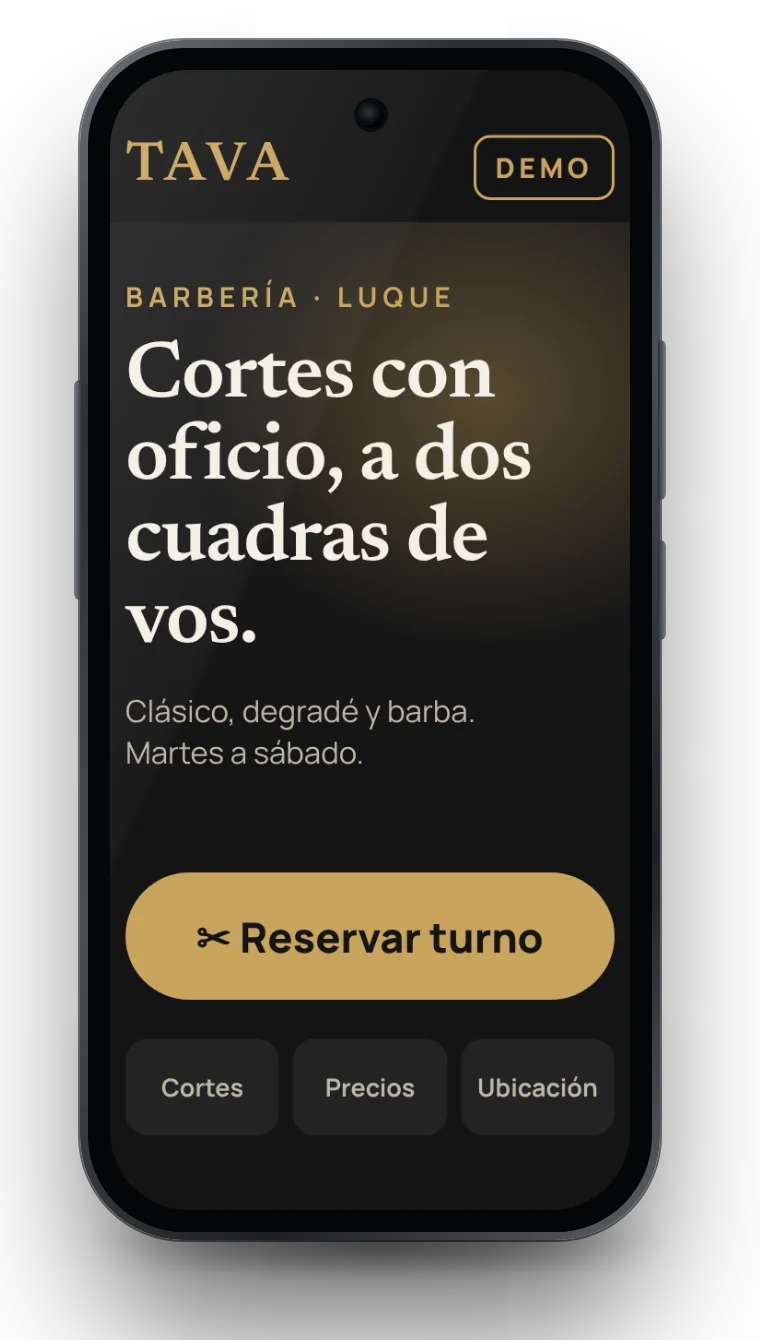 TAVA
DEMO
BARBERÍA · LUQUE
Cortes con
oficio, a dos
cuadras de
vos.
Clásico, degradé y barba.
Martes a sábado.
✂ Reservar turno
Cortes
Precios
Ubicación